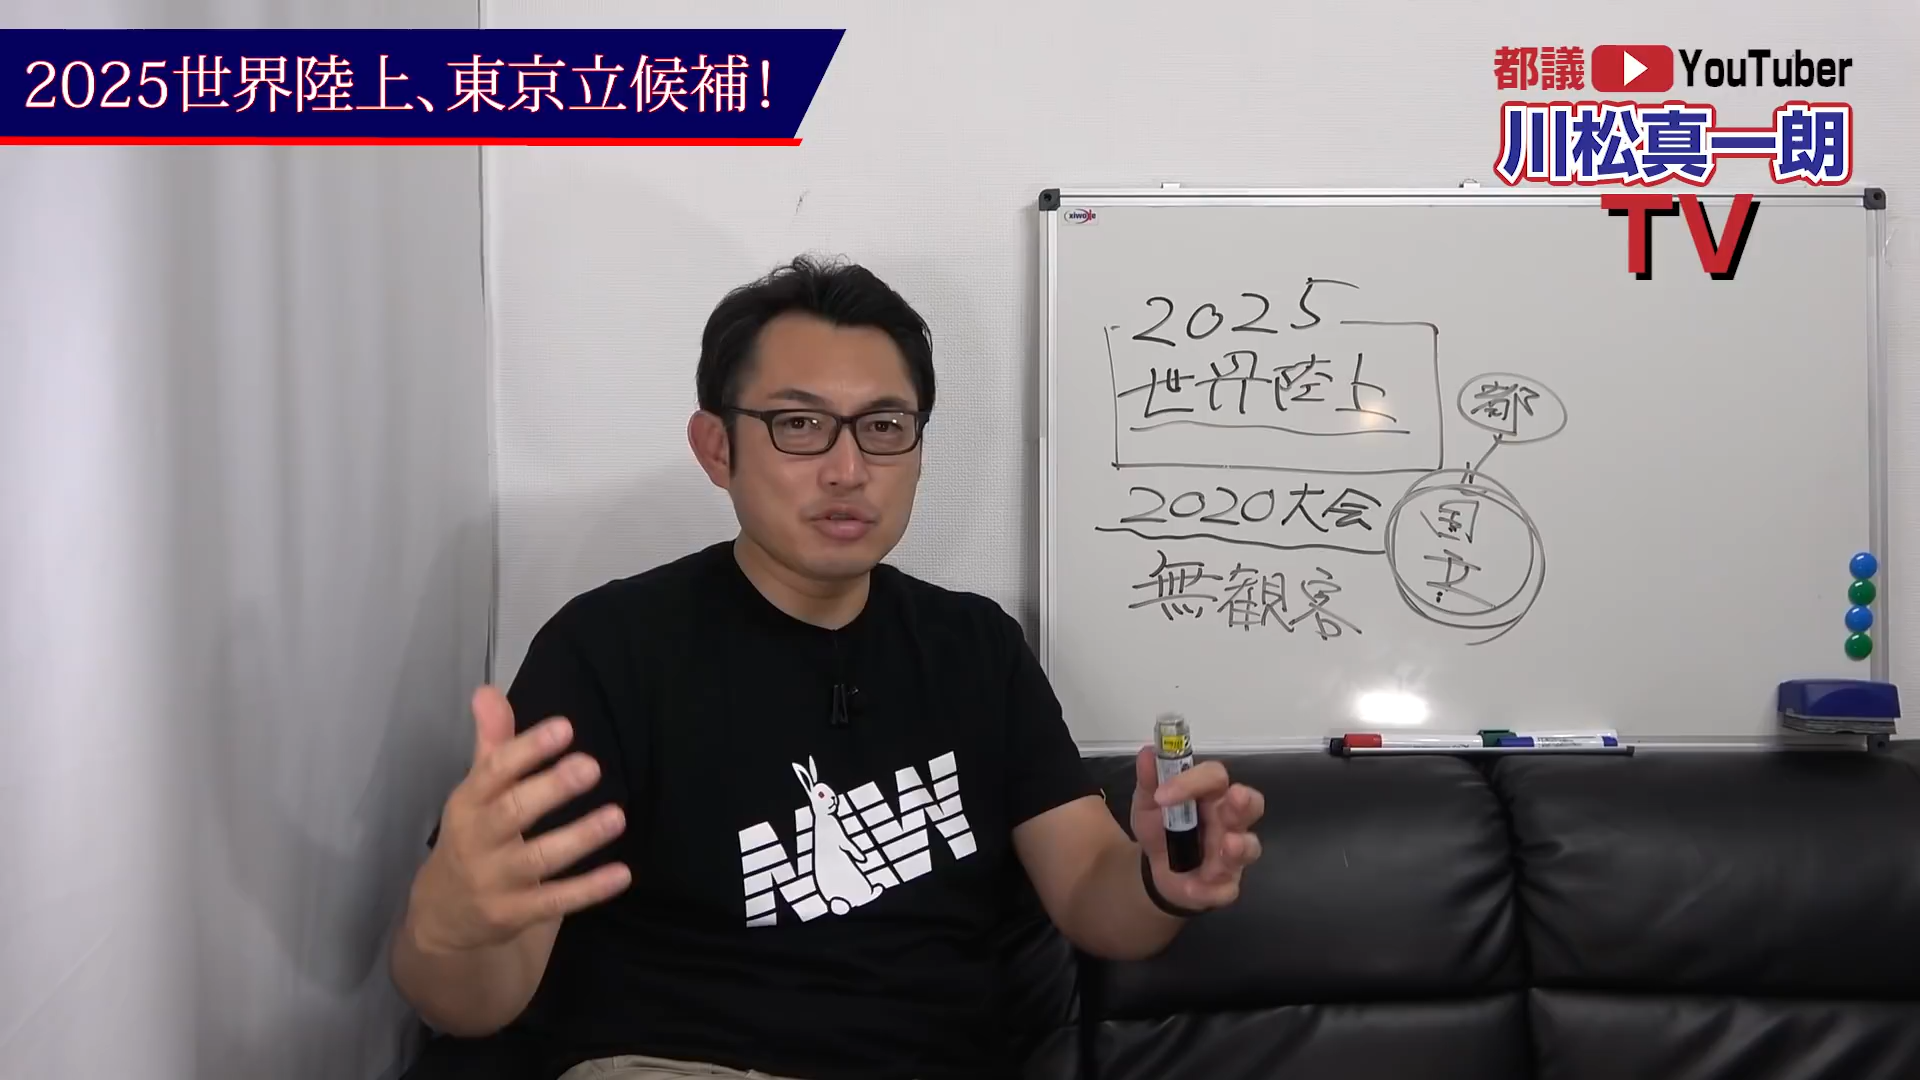 2025世界陸上、東京立候補!
都議 YouTuber
川松真一朗
TV
2025
世界陸上
都
2020大会
国
立
無観客
NW